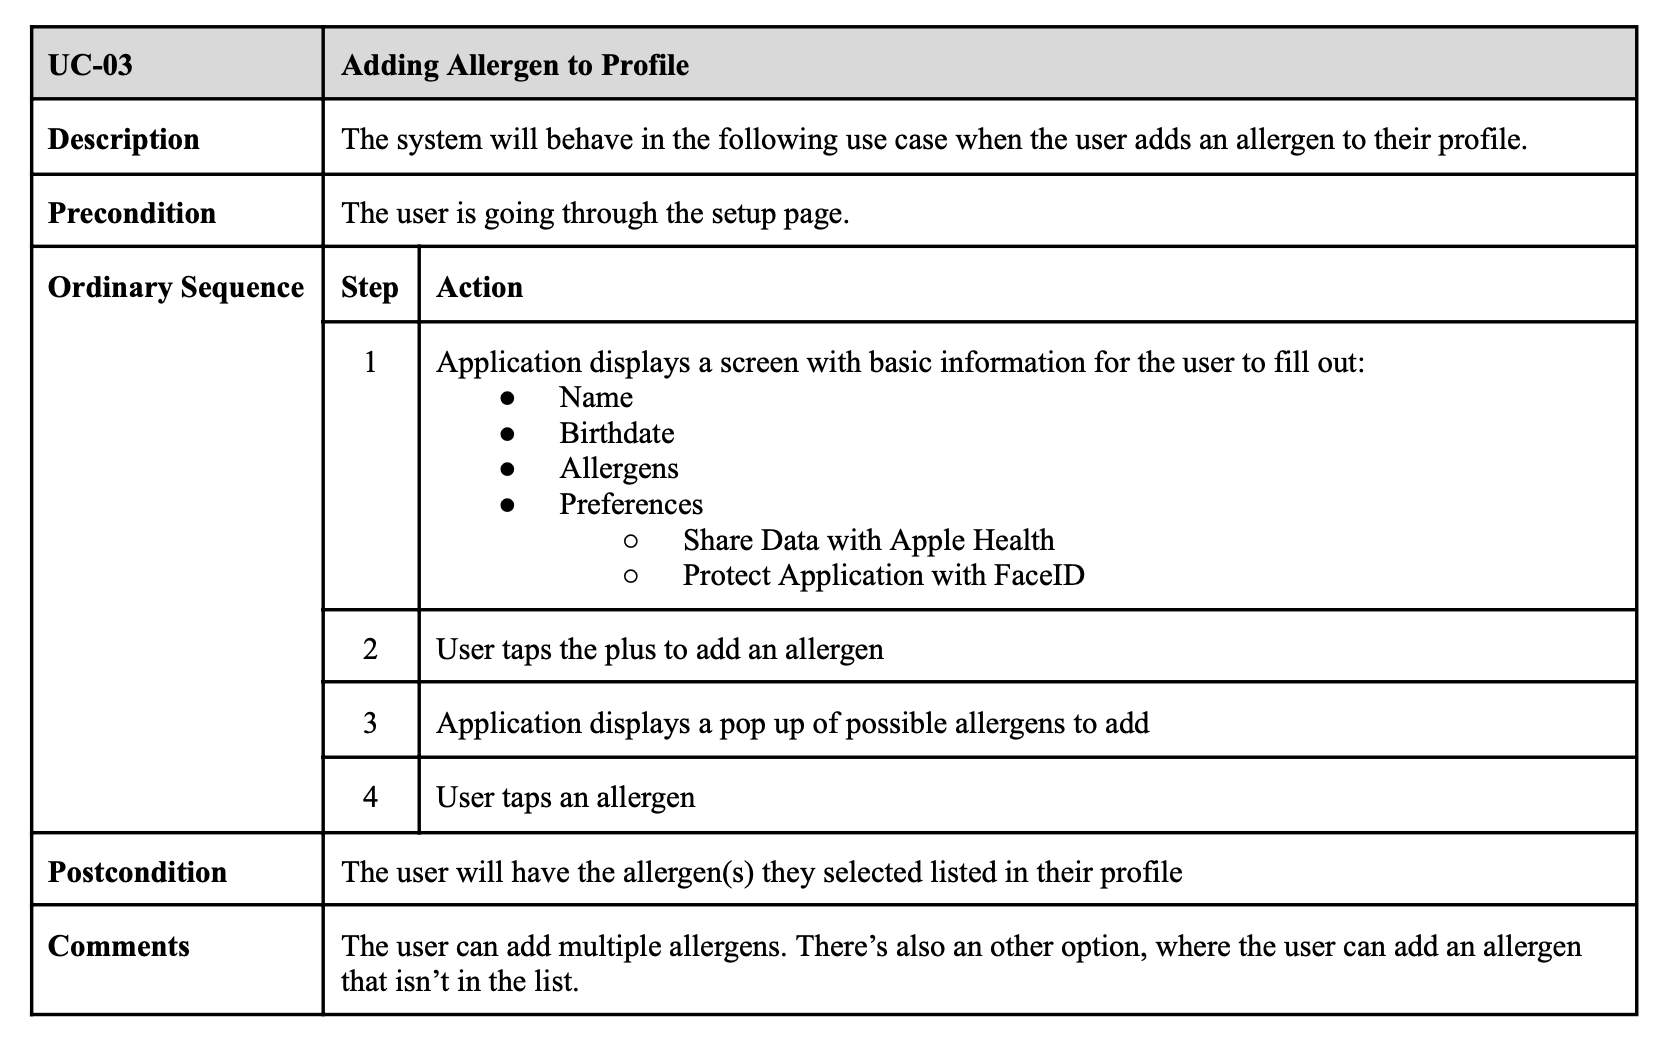 UC-03
Adding Allergen to Profile
Description
The system will behave in the following use case when the user adds an allergen to their profile.
Precondition
The user is going through the setup page.
Ordinary Sequence
Step
Action
1
Application displays a screen with basic information for the user to fill out:
● Name
● Birthdate
● Allergens
● Preferences
○ Share Data with Apple Health
○ Protect Application with FaceID
2
User taps the plus to add an allergen
3
Application displays a pop up of possible allergens to add
4
User taps an allergen
Postcondition
The user will have the allergen(s) they selected listed in their profile
Comments
The user can add multiple allergens. There’s also an other option, where the user can add an allergen
that isn’t in the list.